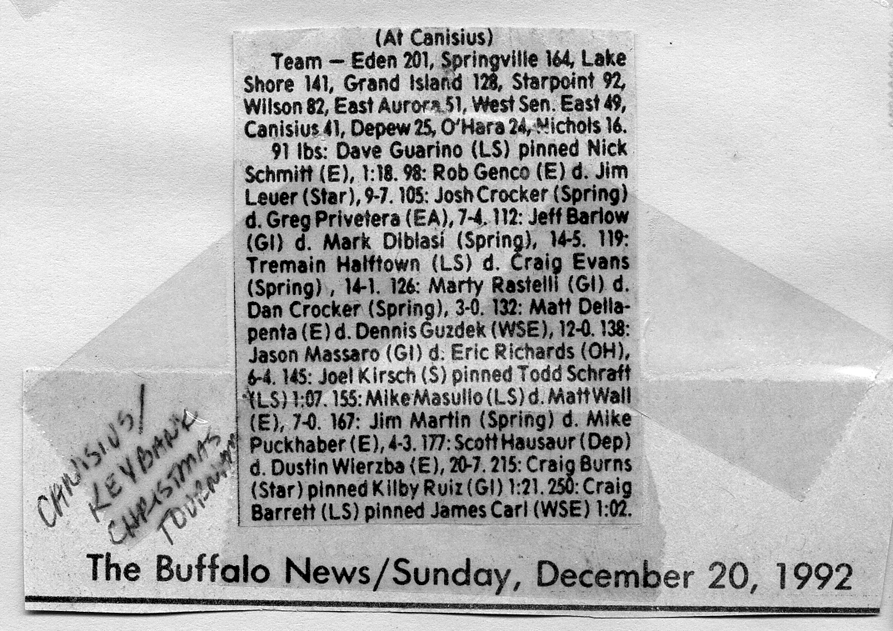 (At Canisius)
Team — Eden 201, Springville 164, Lake
Shore 141, Grand Island 128, Starpoint 92,
Wilson 82, East Aurora 51, West Sen. East 49,
Canisius 41, Depew 25, O'Hara 24, Nichols 16.
91 lbs: Dave Guarino (LS) pinned Nick
Schmitt (E), 1:18. 98: Rob Genco (E) d. Jim
Leuer (Star), 9-7. 105: Josh Crocker (Spring)
d. Greg Privetera (EA), 7-4. 112: Jeff Barlow
(GI) d. Mark Diblasi (Spring), 14-5. 119:
Tremain Halftown (LS) d. Craig Evans
(Spring) , 14-1. 126: Marty Rastelli (GI) d.
Dan Crocker (Spring), 3-0. 132: Matt Della-
penta (E) d. Dennis Guzdek (WSE), 12-0. 138:
Jason Massaro (GI) d. Eric Richards (OH),
6-4. 145: Joel Kirsch (S) pinned Todd Schraft
(LS) 1:07. 155: Mike Masullo (LS) d. Matt Wall
(E), 7-0. 167: Jim Martin (Spring) d. Mike
Puckhaber (E), 4-3. 177: Scott Hausaur (Dep)
d. Dustin Wierzba (E), 20-7. 215: Craig Burns
(Star) pinned Kilby Ruiz (GI) 1:21. 250: Craig
Barrett (LS) pinned James Carl (WSE) 1:02.
CANISIUS/
KEYBANK
CHRISTMAS
The Buffalo News/Sunday, December 20, 1992